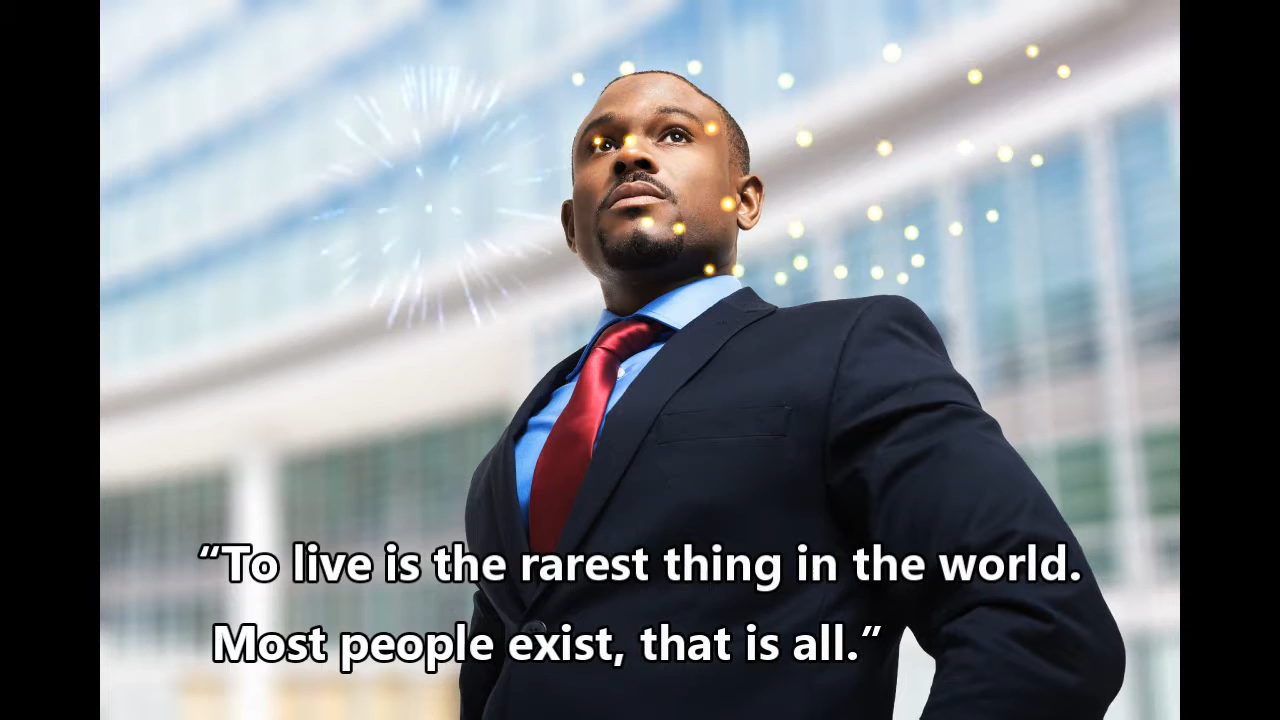 “To live is the rarest thing in the world.
Most people exist, that is all.”